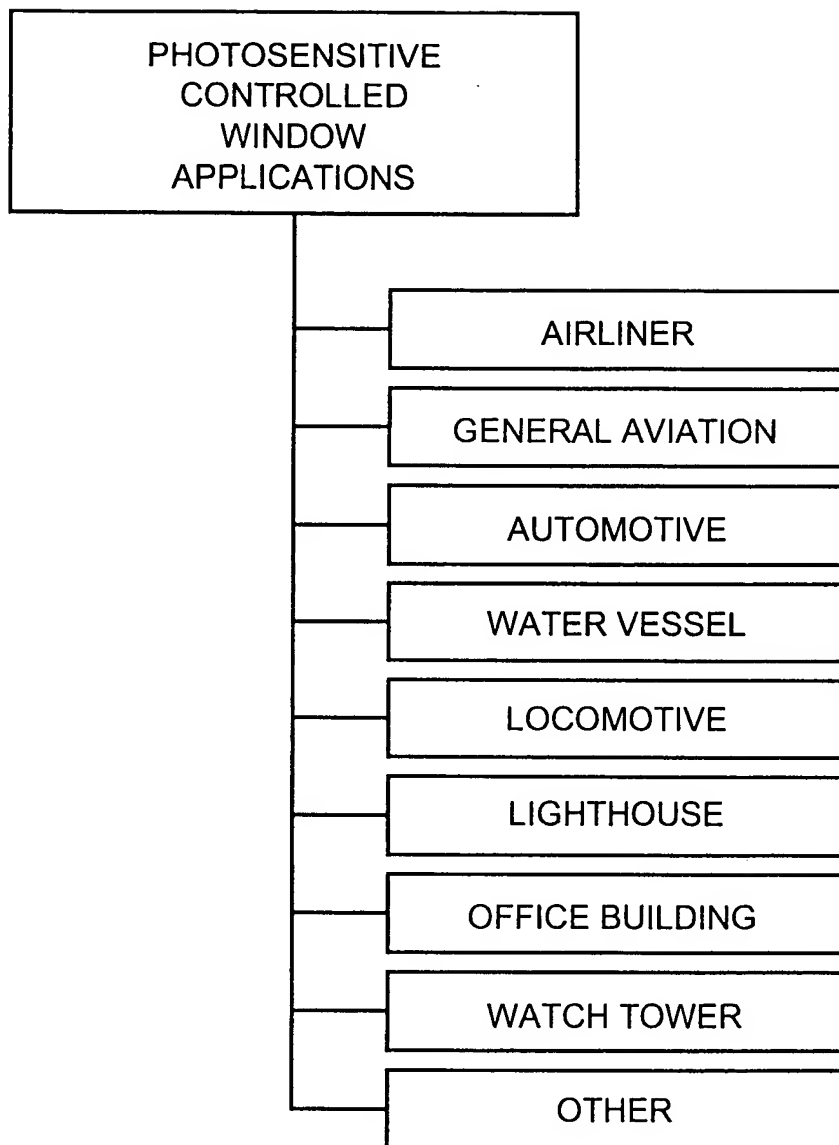 PHOTOSENSITIVE
CONTROLLED
WINDOW
APPLICATIONS
AIRLINER
GENERAL AVIATION
AUTOMOTIVE
WATER VESSEL
LOCOMOTIVE
LIGHTHOUSE
OFFICE BUILDING
WATCH TOWER
OTHER